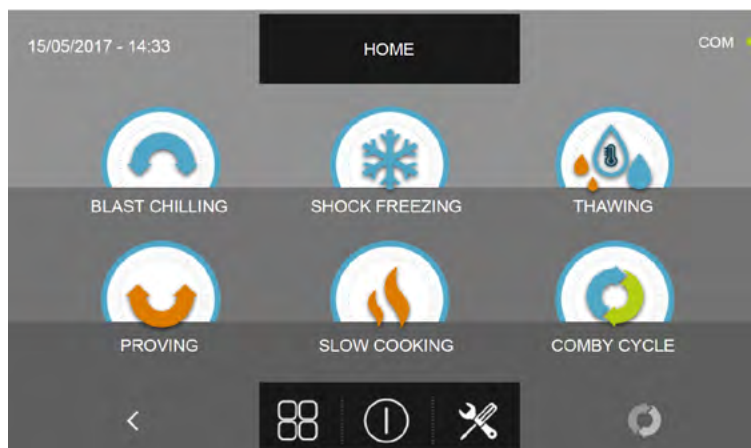 15/05/2017 - 14:33
HOME
COM
BLAST CHILLING
SHOCK FREEZING
THAWING
PROVING
SLOW COOKING
COMBY CYCLE